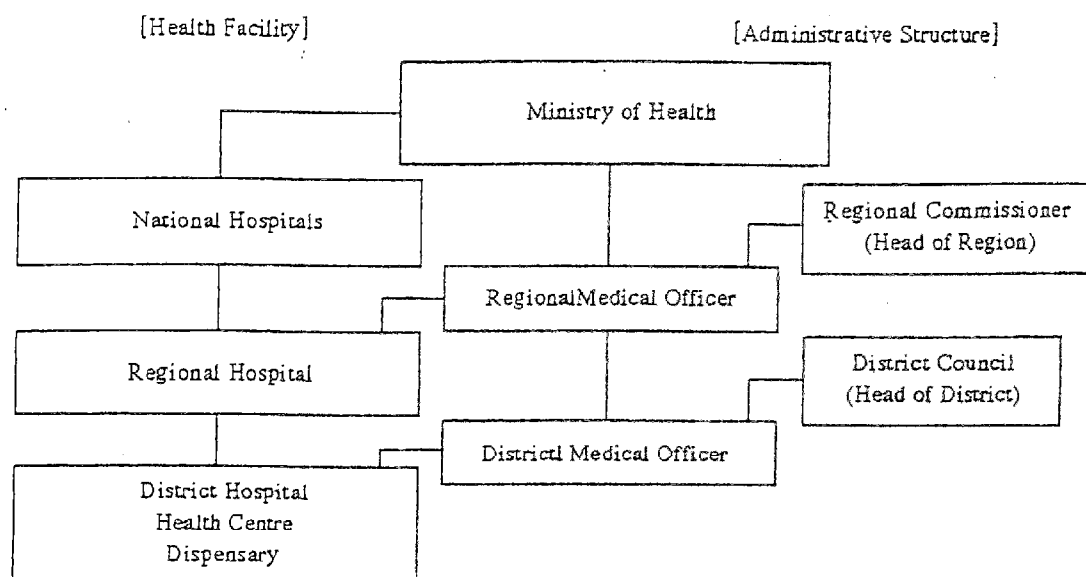 [Health Facility]
[Administrative Structure]
Ministry of Health
National Hospitals
Regional Commissioner
(Head of Region)
RegionalMedical Officer
Regional Hospital
District Council
(Head of District)
Districtl Medical Officer
District Hospital
Health Centre
Dispensary